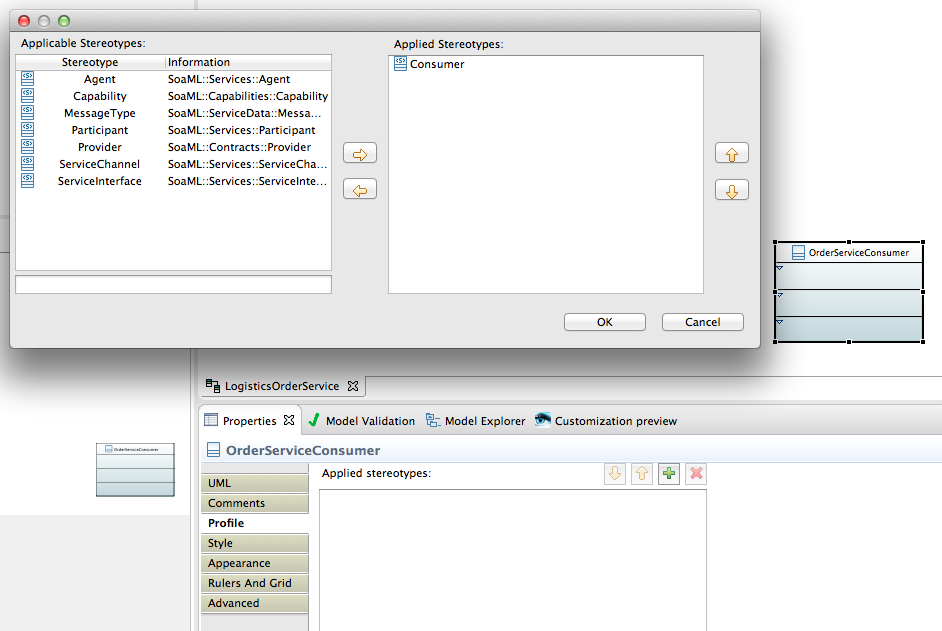 Applicable Stereotypes:
Stereotype Information
Agent SoaML::Services::Agent
Capability SoaML::Capabilities::Capability
MessageType SoaML::ServiceData::Messa...
Participant SoaML::Services::Participant
Provider SoaML::Contracts::Provider
ServiceChannel SoaML::Services::ServiceCha...
ServiceInterface SoaML::Services::ServiceInte...
Applied Stereotypes:
Consumer
OK Cancel
OrderServiceConsumer
LogisticsOrderService
Properties Model Validation Model Explorer Customization preview
OrderServiceConsumer
OrderServiceConsumer
UML
Comments
Profile
Style
Appearance
Rulers And Grid
Advanced
Applied stereotypes: